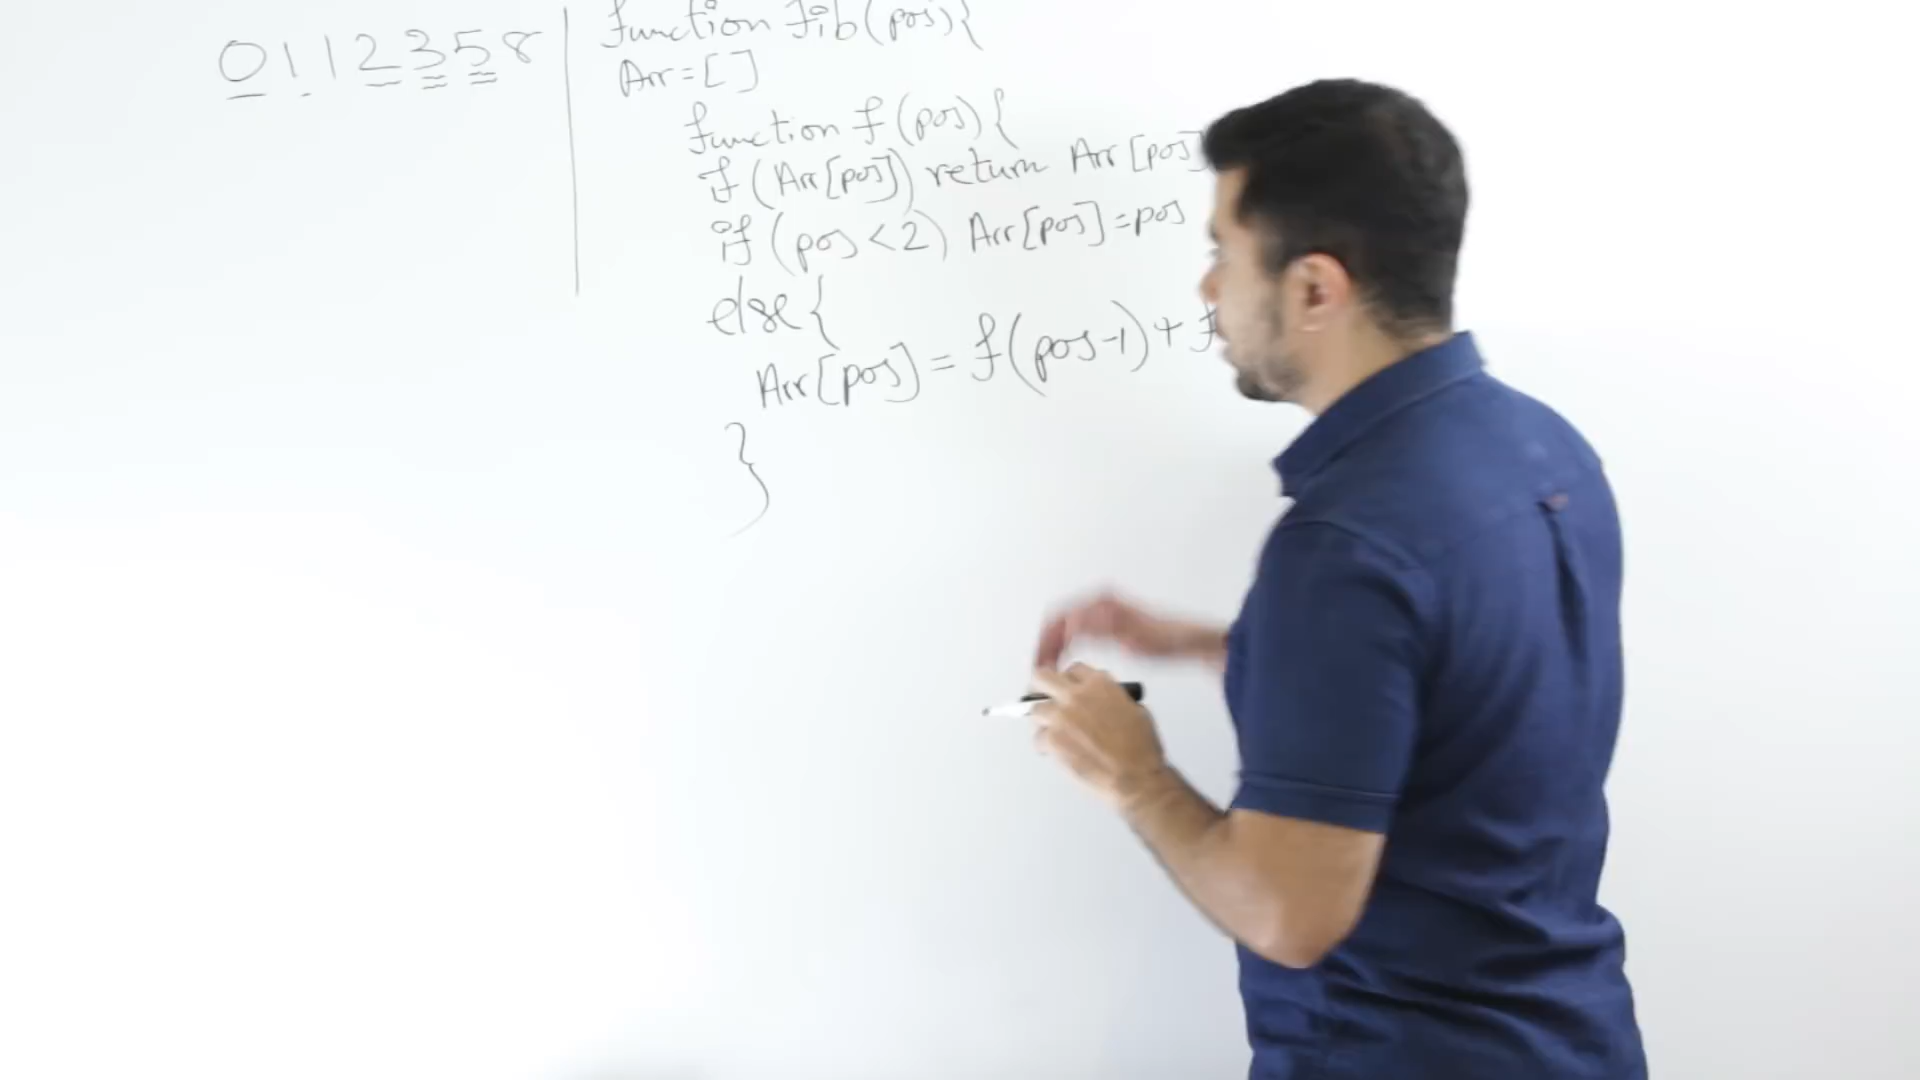 0 1 1 2 3 5 8
function fib(pos){
Arr=[]
function f(pos){
if(Arr[pos]) return Arr[pos]
if(pos<2) Arr[pos]=pos
else{
Arr[pos]=f(pos-1)+f
}